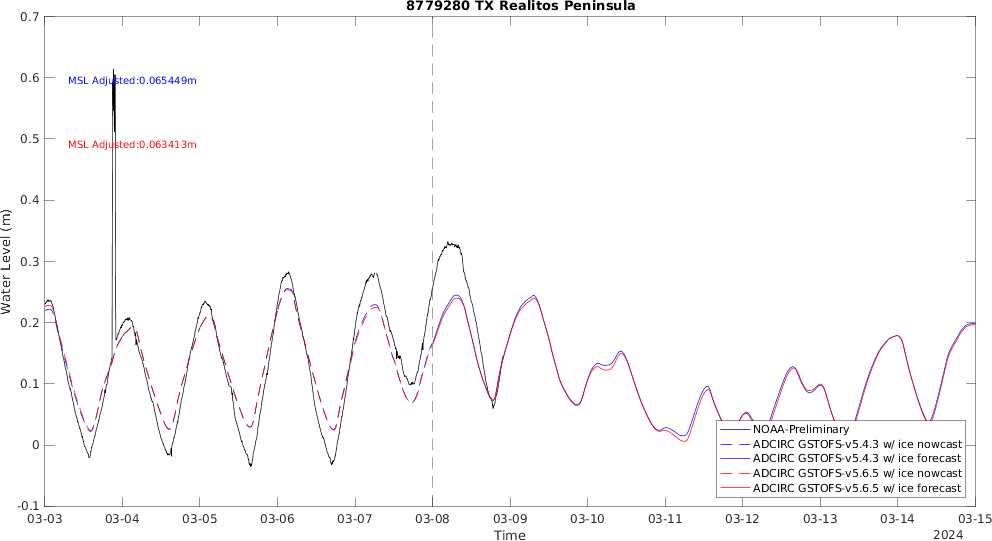 8779280 TX Realitos Peninsula
0.7
0.6
0.5
0.4
0.3
0.2
0.1
0
-0.1
Water Level (m)
MSL Adjusted:0.065449m
MSL Adjusted:0.063413m
NOAA-Preliminary
ADCIRC GSTOFS-v5.4.3 w/ ice nowcast
ADCIRC GSTOFS-v5.4.3 w/ ice forecast
ADCIRC GSTOFS-v5.6.5 w/ ice nowcast
ADCIRC GSTOFS-v5.6.5 w/ ice forecast
03-03 03-04 03-05 03-06 03-07 03-08 03-09 03-10 03-11 03-12 03-13 03-14 03-15
Time
2024